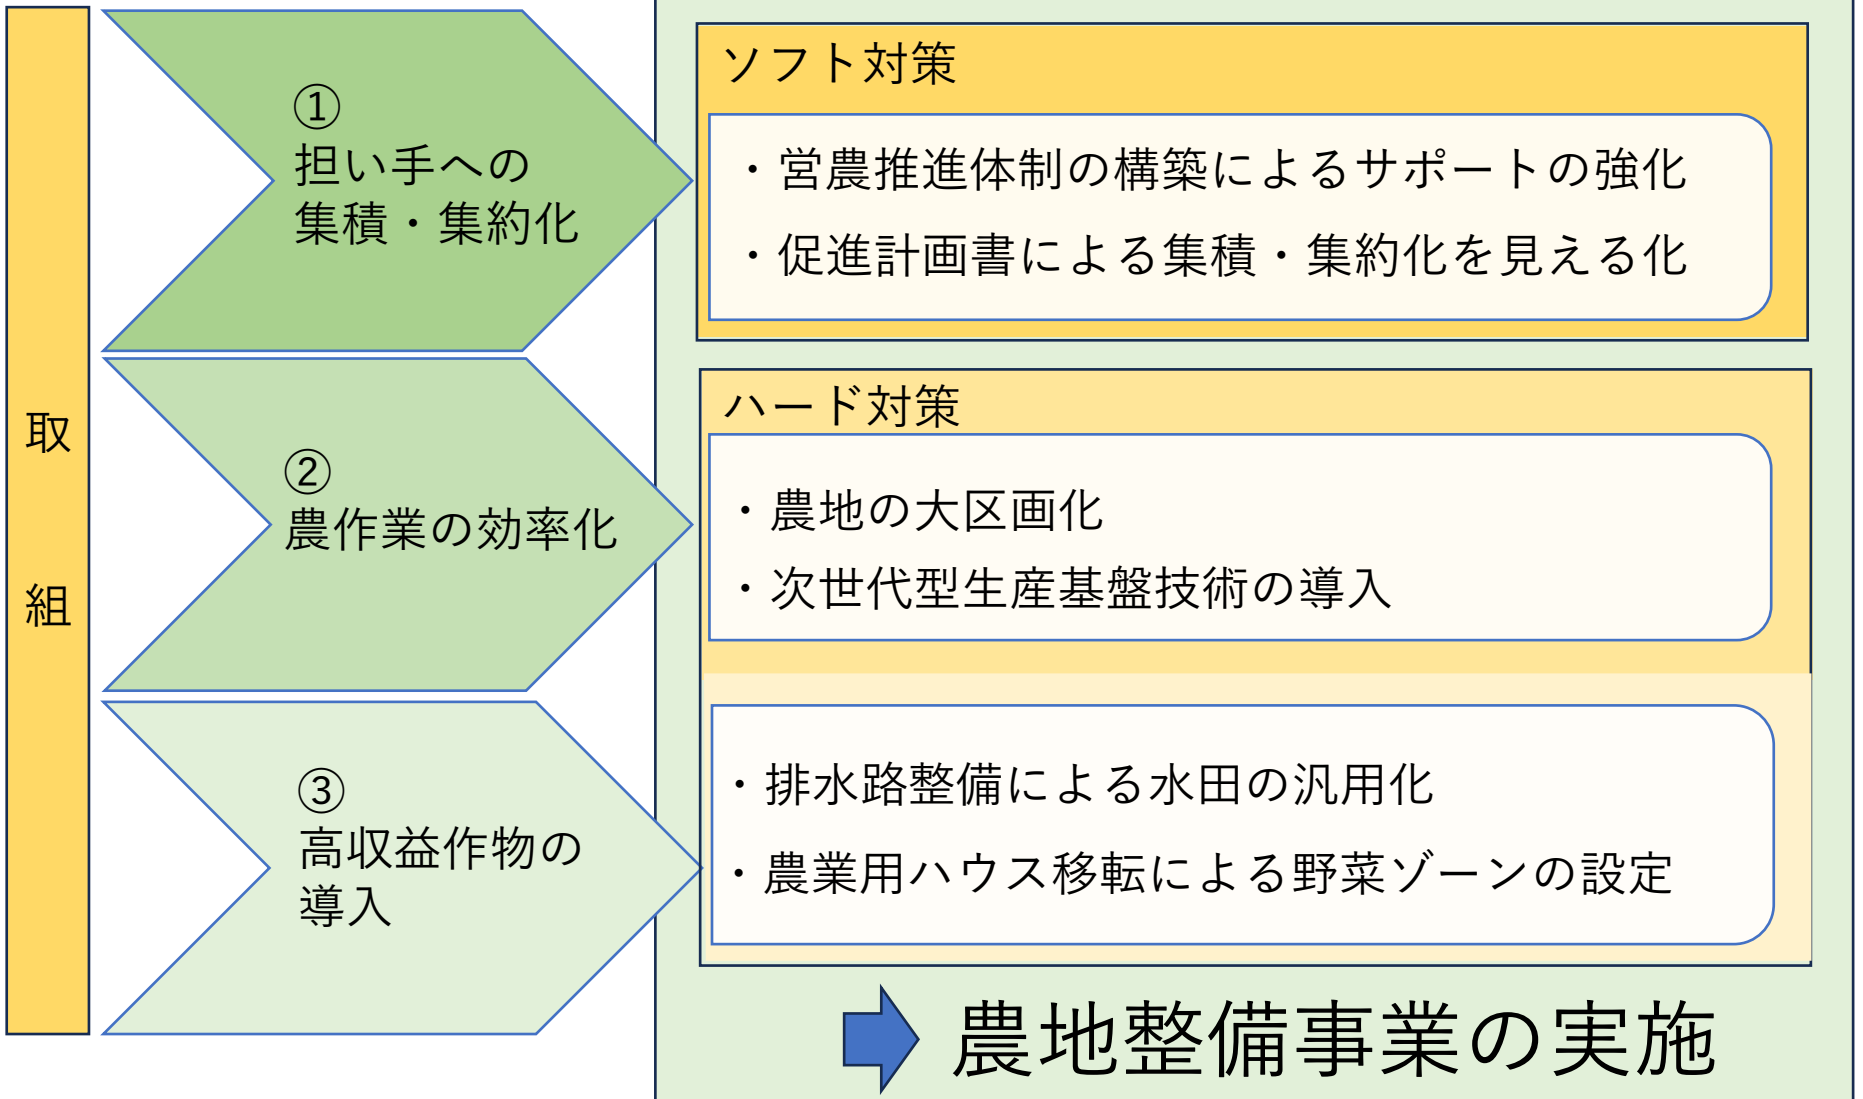 取組
①
担い手への
集積・集約化
ソフト対策
・営農推進体制の構築によるサポートの強化
・促進計画書による集積・集約化を見える化
②
農作業の効率化
ハード対策
・農地の大区画化
・次世代型生産基盤技術の導入
③
高収益作物の
導入
・排水路整備による水田の汎用化
・農業用ハウス移転による野菜ゾーンの設定
農地整備事業の実施